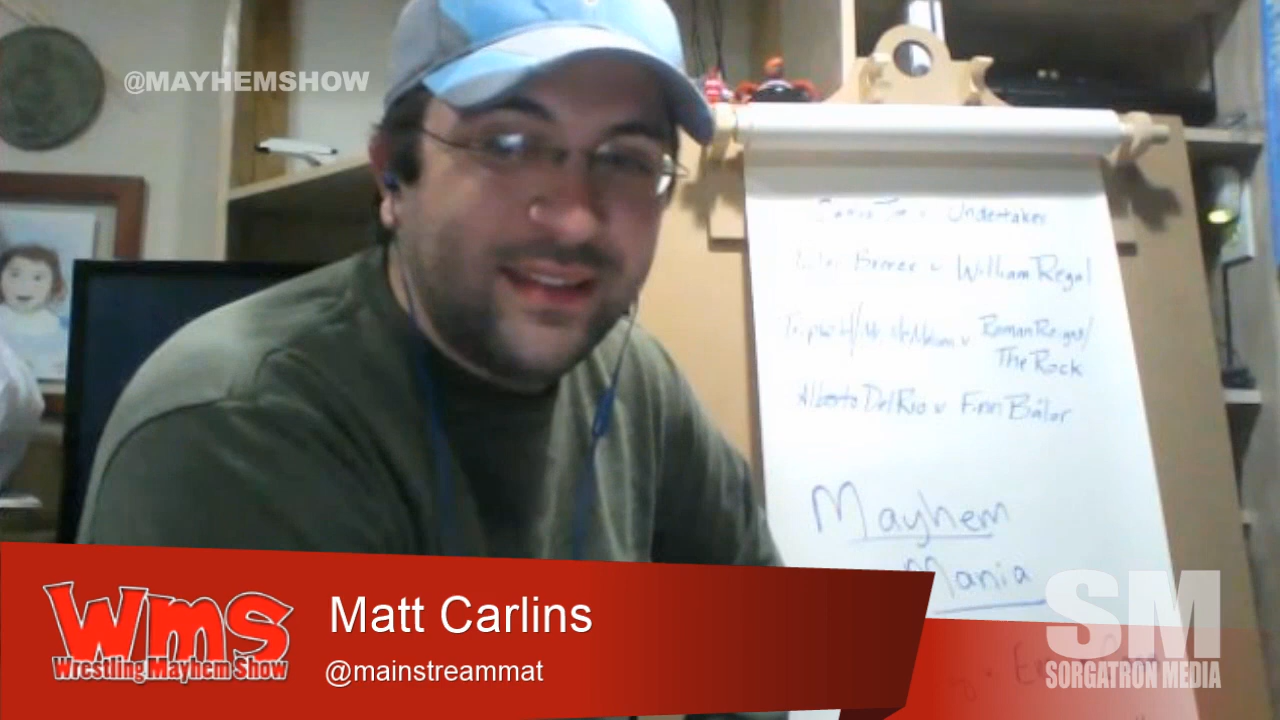 @MAYHEMSHOW
Undertaker
v William Regal
v Roman Reigns/
The Rock
Alberto Del Rio v Finn Bálor
Mayhem
Mania
WMS
Wrestling Mayhem Show
Matt Carlins
@mainstreammat
SM
SORGATRON MEDIA